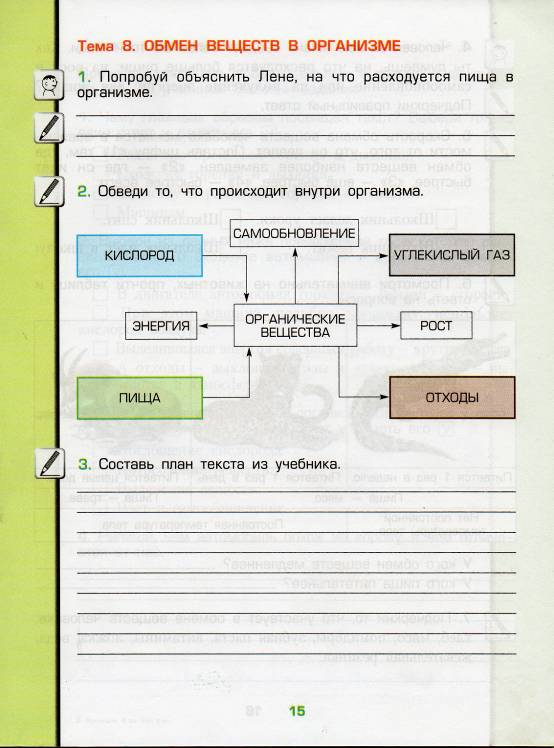 Тема 8. ОБМЕН ВЕЩЕСТВ В ОРГАНИЗМЕ
1. Попробуй объяснить Лене, на что расходуется пища в
организме.
2. Обведи то, что происходит внутри организма.
САМООБНОВЛЕНИЕ
КИСЛОРОД
УГЛЕКИСЛЫЙ ГАЗ
ЭНЕРГИЯ
ОРГАНИЧЕСКИЕ
ВЕЩЕСТВА
РОСТ
ПИЩА
ОТХОДЫ
3. Составь план текста из учебника.
15